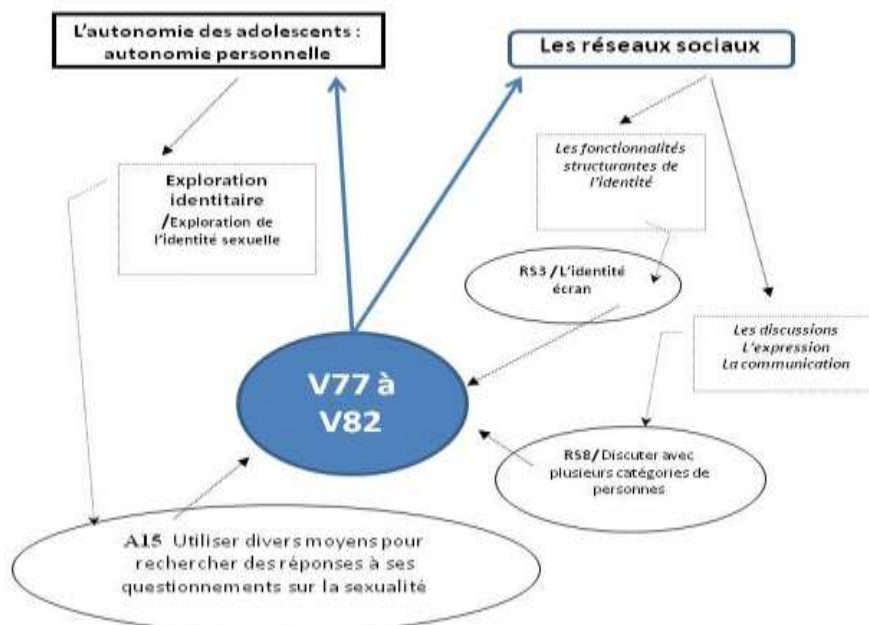 L'autonomie des adolescents :
autonomie personnelle
Les réseaux sociaux
Les fonctionnalités
structurantes de
l'identité
Exploration
identitaire
/Exploration de
l'identité sexuelle
RS3 /L'identité
écran
Les discussions
L'expression
La communication
V77 à
V82
RS8/Discuter avec
plusieurs catégories de
personnes
A15 Utiliser divers moyens pour
rechercher des réponses à ses
questionnements sur la sexualité